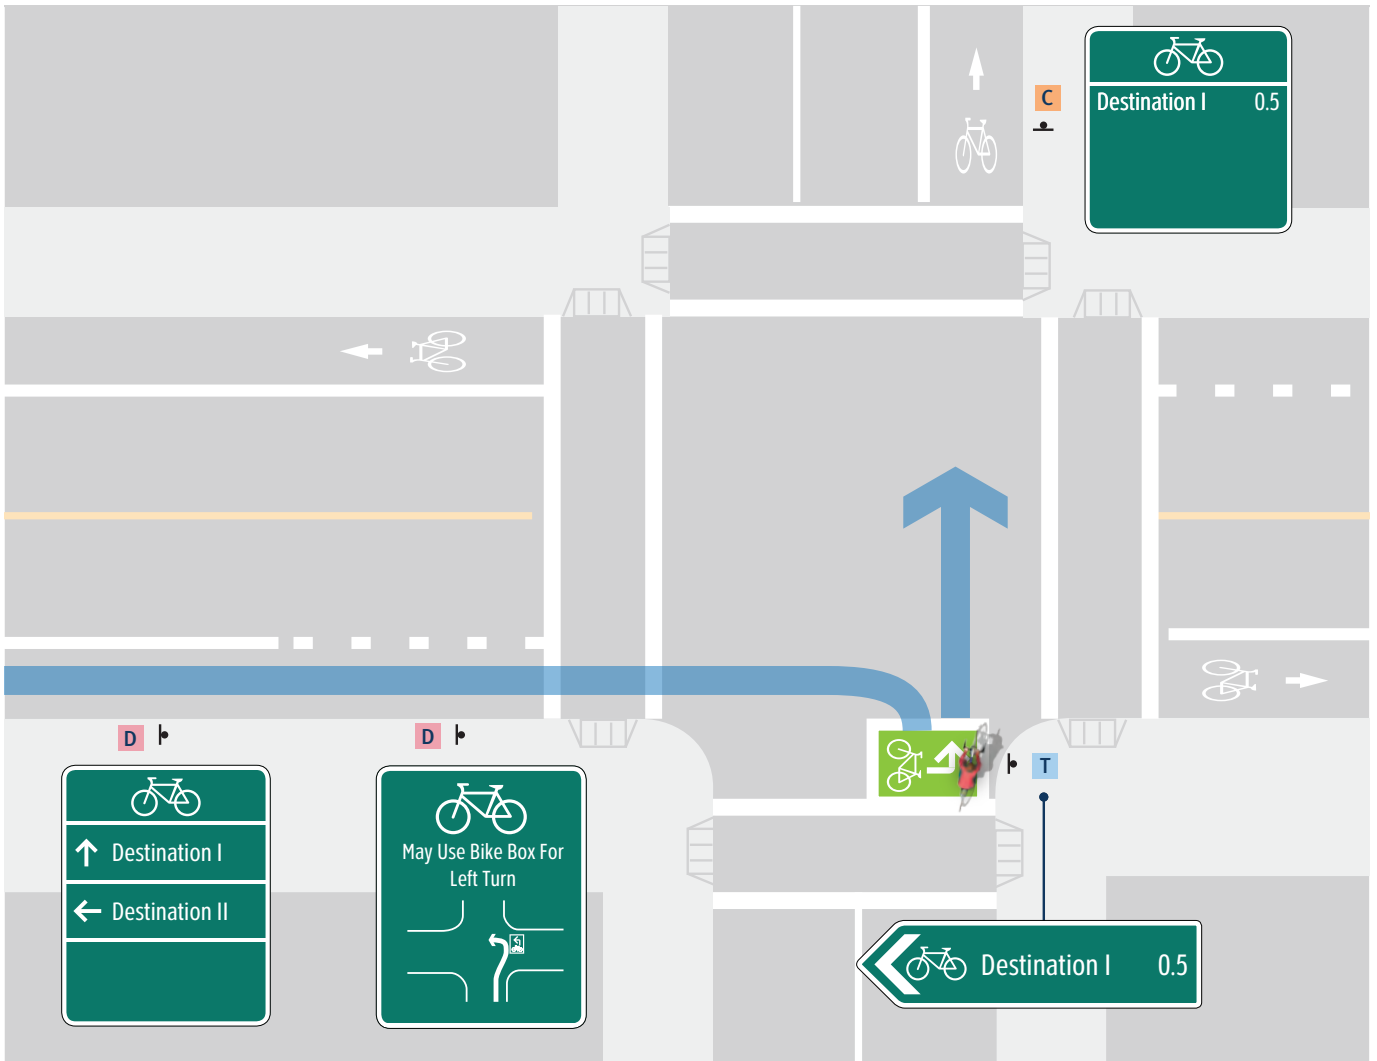 C
Destination I 0.5
D
D
T
Destination I
Destination II
May Use Bike Box For
Left Turn
Destination I 0.5